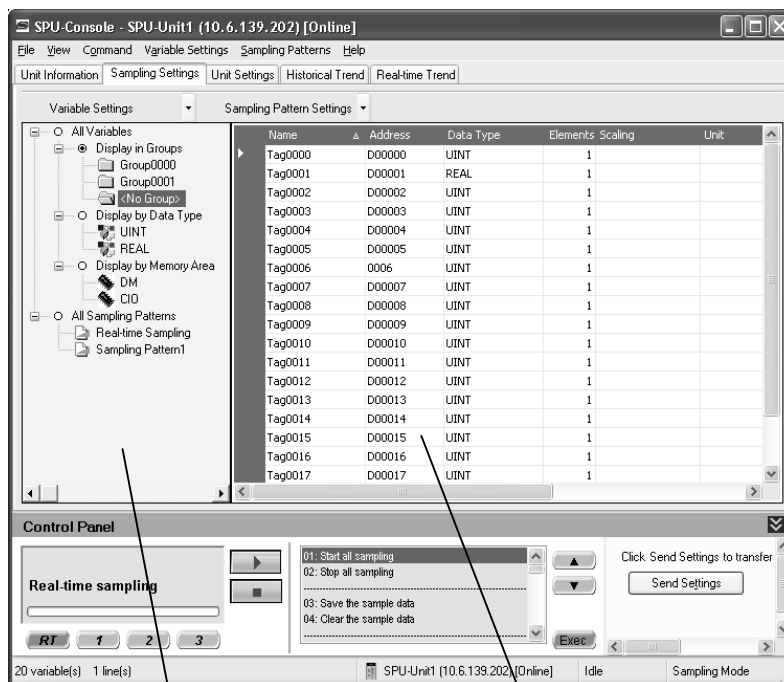 SPU-Console - SPU-Unit1 (10.6.139.202) [Online]
File View Command Variable Settings Sampling Patterns Help
Unit Information Sampling Settings Unit Settings Historical Trend Real-time Trend
Variable Settings Sampling Pattern Settings
All Variables
Display in Groups
Group0000
Group0001
<No Group>
Display by Data Type
UINT
REAL
Display by Memory Area
DM
CIO
All Sampling Patterns
Real-time Sampling
Sampling Pattern1
Name Address Data Type Elements Scaling Unit
Tag0000 D00000 UINT 1
Tag0001 D00001 REAL 1
Tag0002 D00002 UINT 1
Tag0003 D00003 UINT 1
Tag0004 D00004 UINT 1
Tag0005 D00005 UINT 1
Tag0006 0006 UINT 1
Tag0007 D00007 UINT 1
Tag0008 D00008 UINT 1
Tag0009 D00009 UINT 1
Tag0010 D00010 UINT 1
Tag0011 D00011 UINT 1
Tag0012 D00012 UINT 1
Tag0013 D00013 UINT 1
Tag0014 D00014 UINT 1
Tag0015 D00015 UINT 1
Tag0016 D00016 UINT 1
Tag0017 D00017 UINT 1
Control Panel
Real-time sampling
RT 1 2 3
01: Start all sampling
02: Stop all sampling
03: Save the sample data
04: Clear the sample data
Exec
Click Send Settings to transfer
Send Settings
20 variable(s) 1 line(s) SPU-Unit1 (10.6.139.202) [Online] Idle Sampling Mode